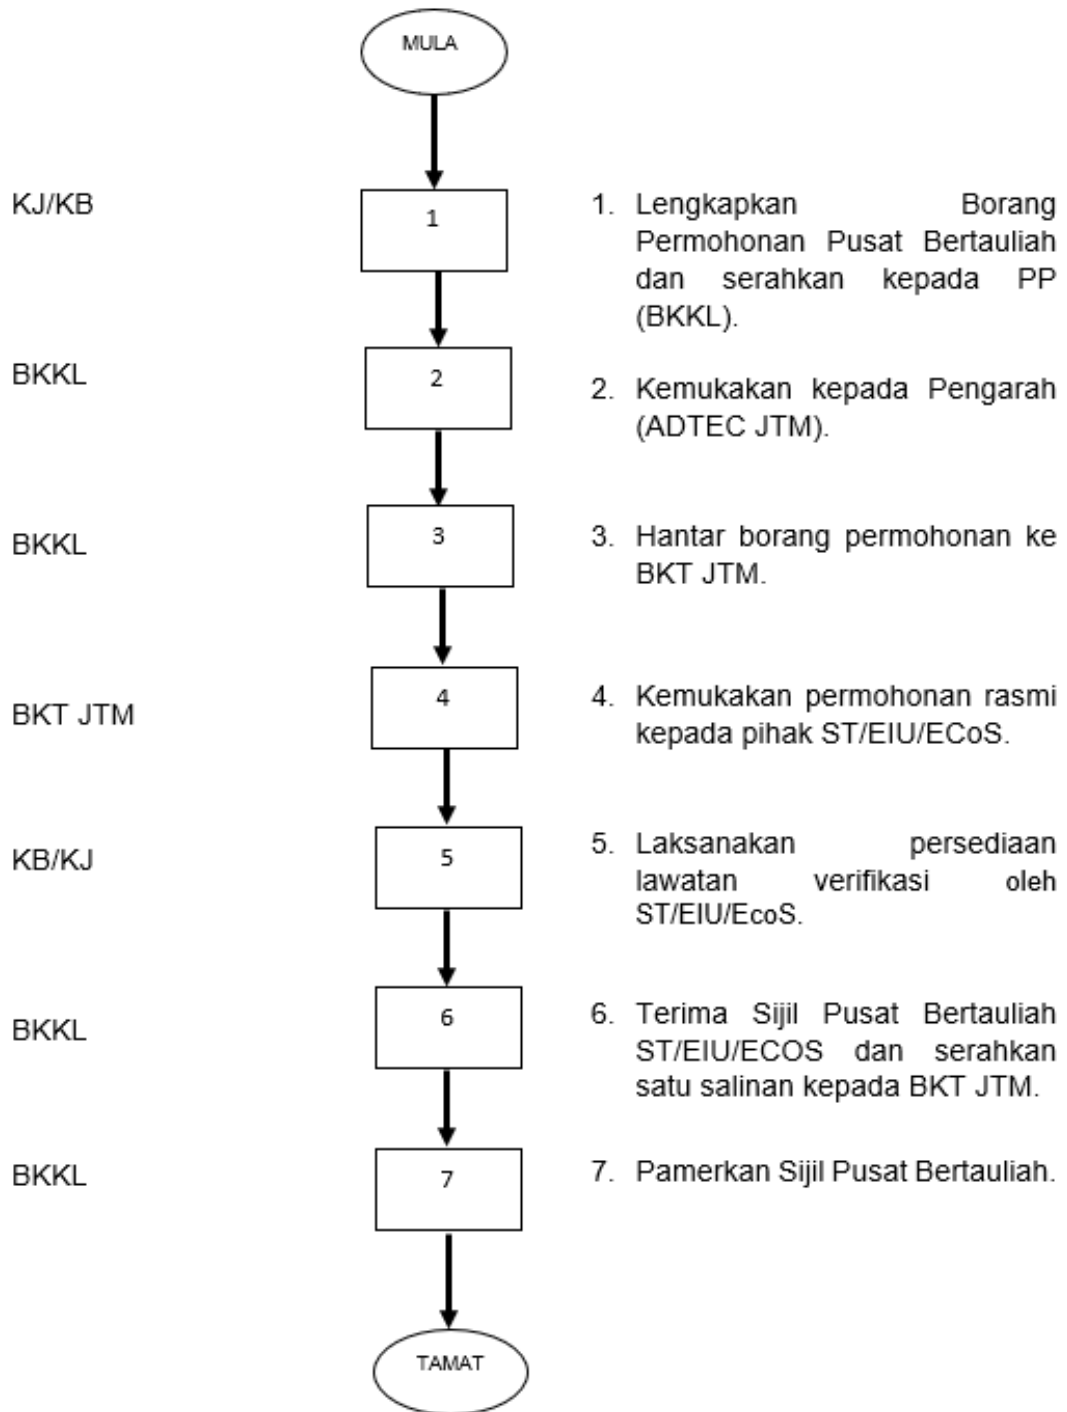 MULA
KJ/KB
1
1. Lengkapkan Borang
Permohonan Pusat Bertauliah
dan serahkan kepada PP
(BKKL).
BKKL
2
2. Kemukakan kepada Pengarah
(ADTEC JTM).
BKKL
3
3. Hantar borang permohonan ke
BKT JTM.
BKT JTM
4
4. Kemukakan permohonan rasmi
kepada pihak ST/EIU/ECoS.
KB/KJ
5
5. Laksanakan persediaan
lawatan verifikasi oleh
ST/EIU/EcoS.
BKKL
6
6. Terima Sijil Pusat Bertauliah
ST/EIU/ECOS dan serahkan
satu salinan kepada BKT JTM.
BKKL
7
7. Pamerkan Sijil Pusat Bertauliah.
TAMAT